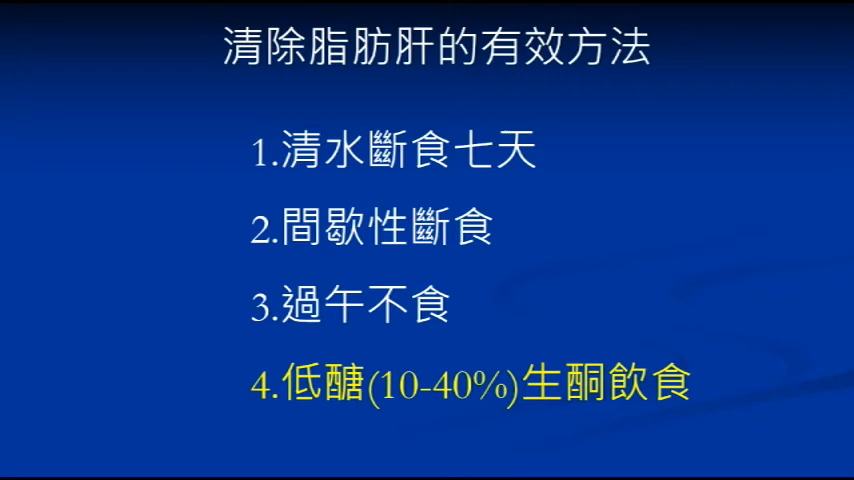 清除脂肪肝的有效方法
1.清水斷食七天
2.間歇性斷食
3.過午不食
4.低醣(10-40%)生酮飲食